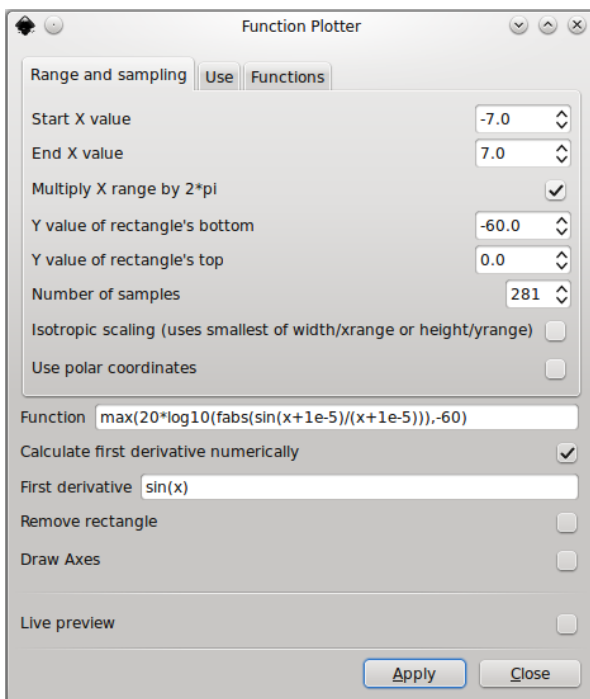 Function Plotter
Range and sampling Use Functions
Start X value -7.0
End X value 7.0
Multiply X range by 2*pi
Y value of rectangle's bottom -60.0
Y value of rectangle's top 0.0
Number of samples 281
Isotropic scaling (uses smallest of width/xrange or height/yrange)
Use polar coordinates
Function max(20*log10(fabs(sin(x+1e-5)/(x+1e-5))),-60)
Calculate first derivative numerically
First derivative sin(x)
Remove rectangle
Draw Axes
Live preview
Apply Close